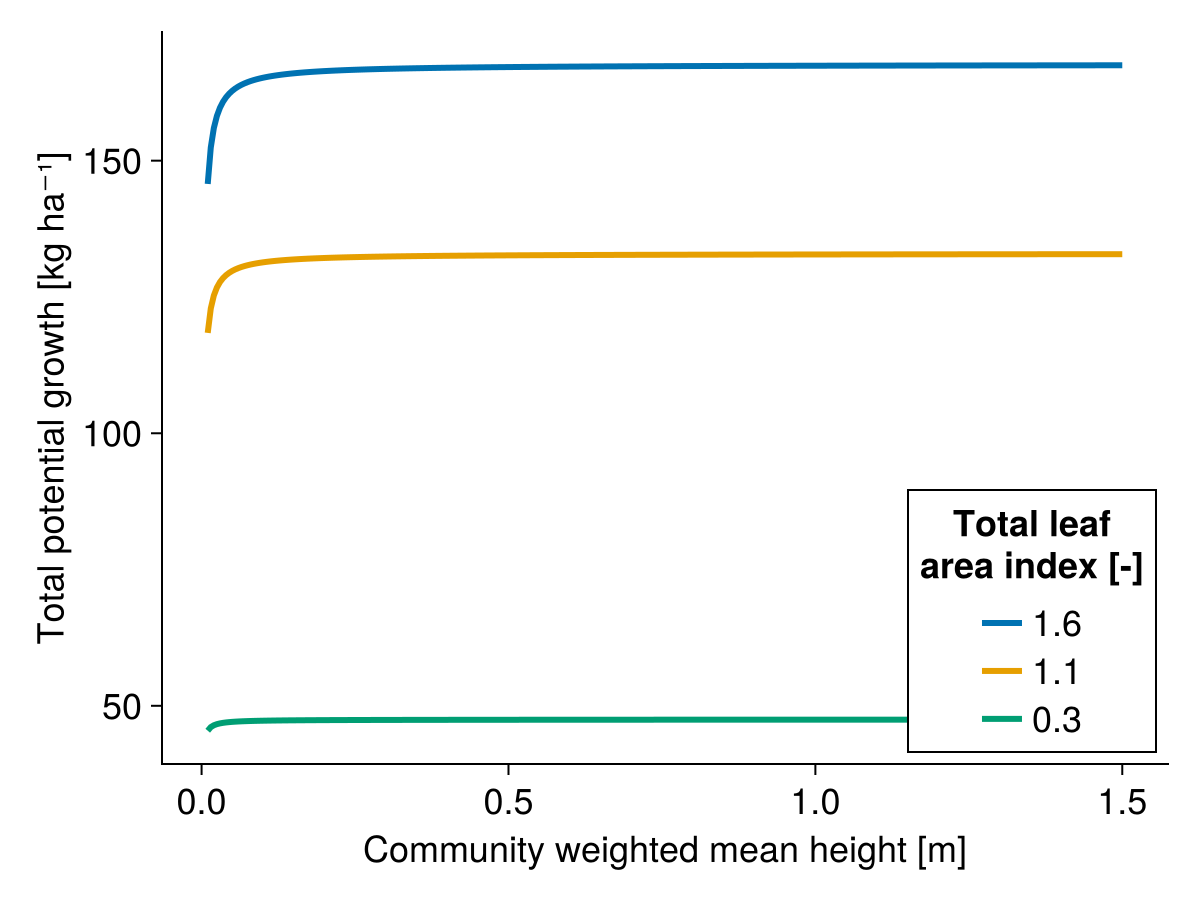 Total potential growth [kg ha⁻¹]
150
100
50
0.0
0.5
1.0
1.5
Community weighted mean height [m]
Total leaf
area index [-]
1.6
1.1
0.3